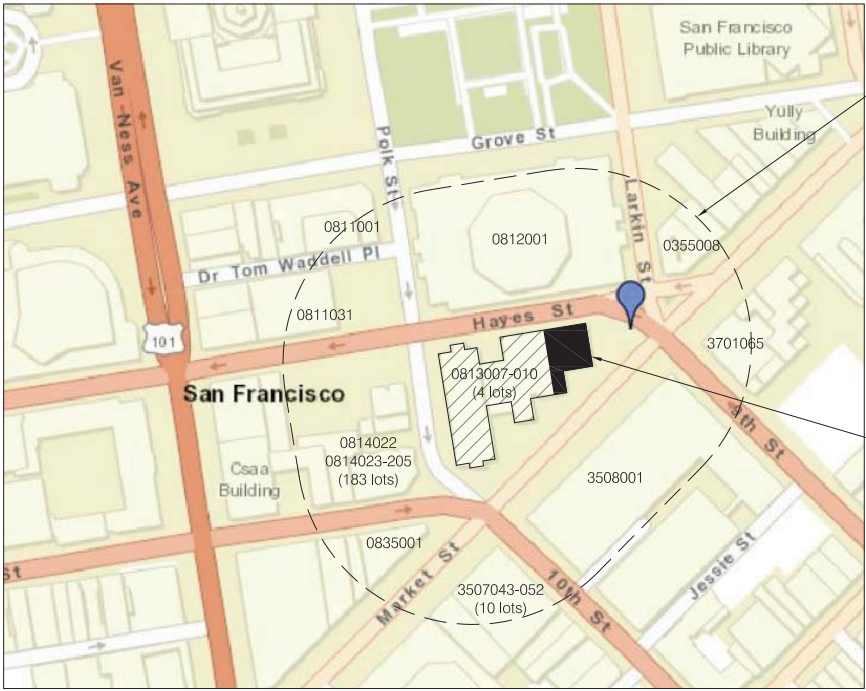 San Francisco
Public Library
Yully
Building
Van Ness Ave
Polk St
Grove St
Larkin St
0811001
0812001
0355008
Dr Tom Waddell Pl
0811031
Hayes St
101
3701065
San Francisco
0813007-010
(4 lots)
9th St
0814022
0814023-205
(183 lots)
Csaa
Building
3508001
0835001
St
Market St
3507043-052
(10 lots)
10th St
Jessie St